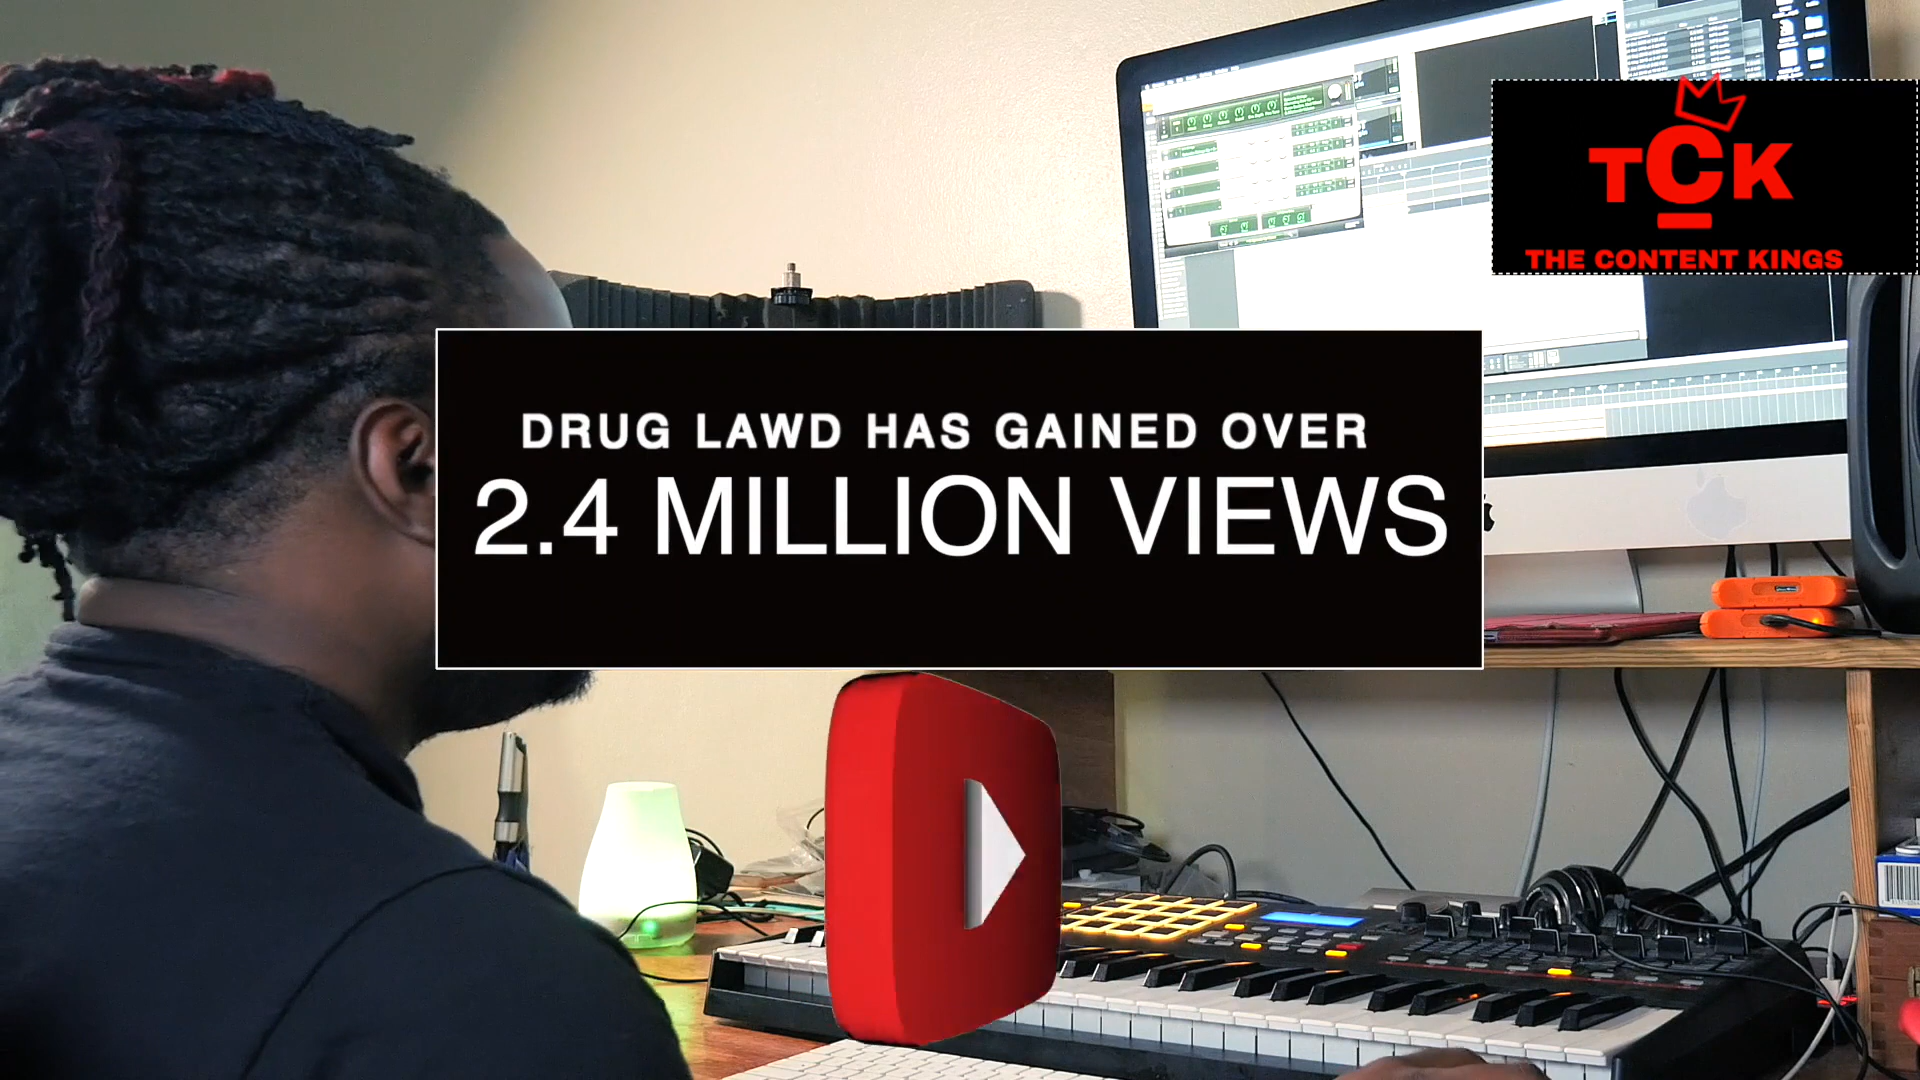 TCK
THE CONTENT KINGS
DRUG LAWD HAS GAINED OVER
2.4 MILLION VIEWS